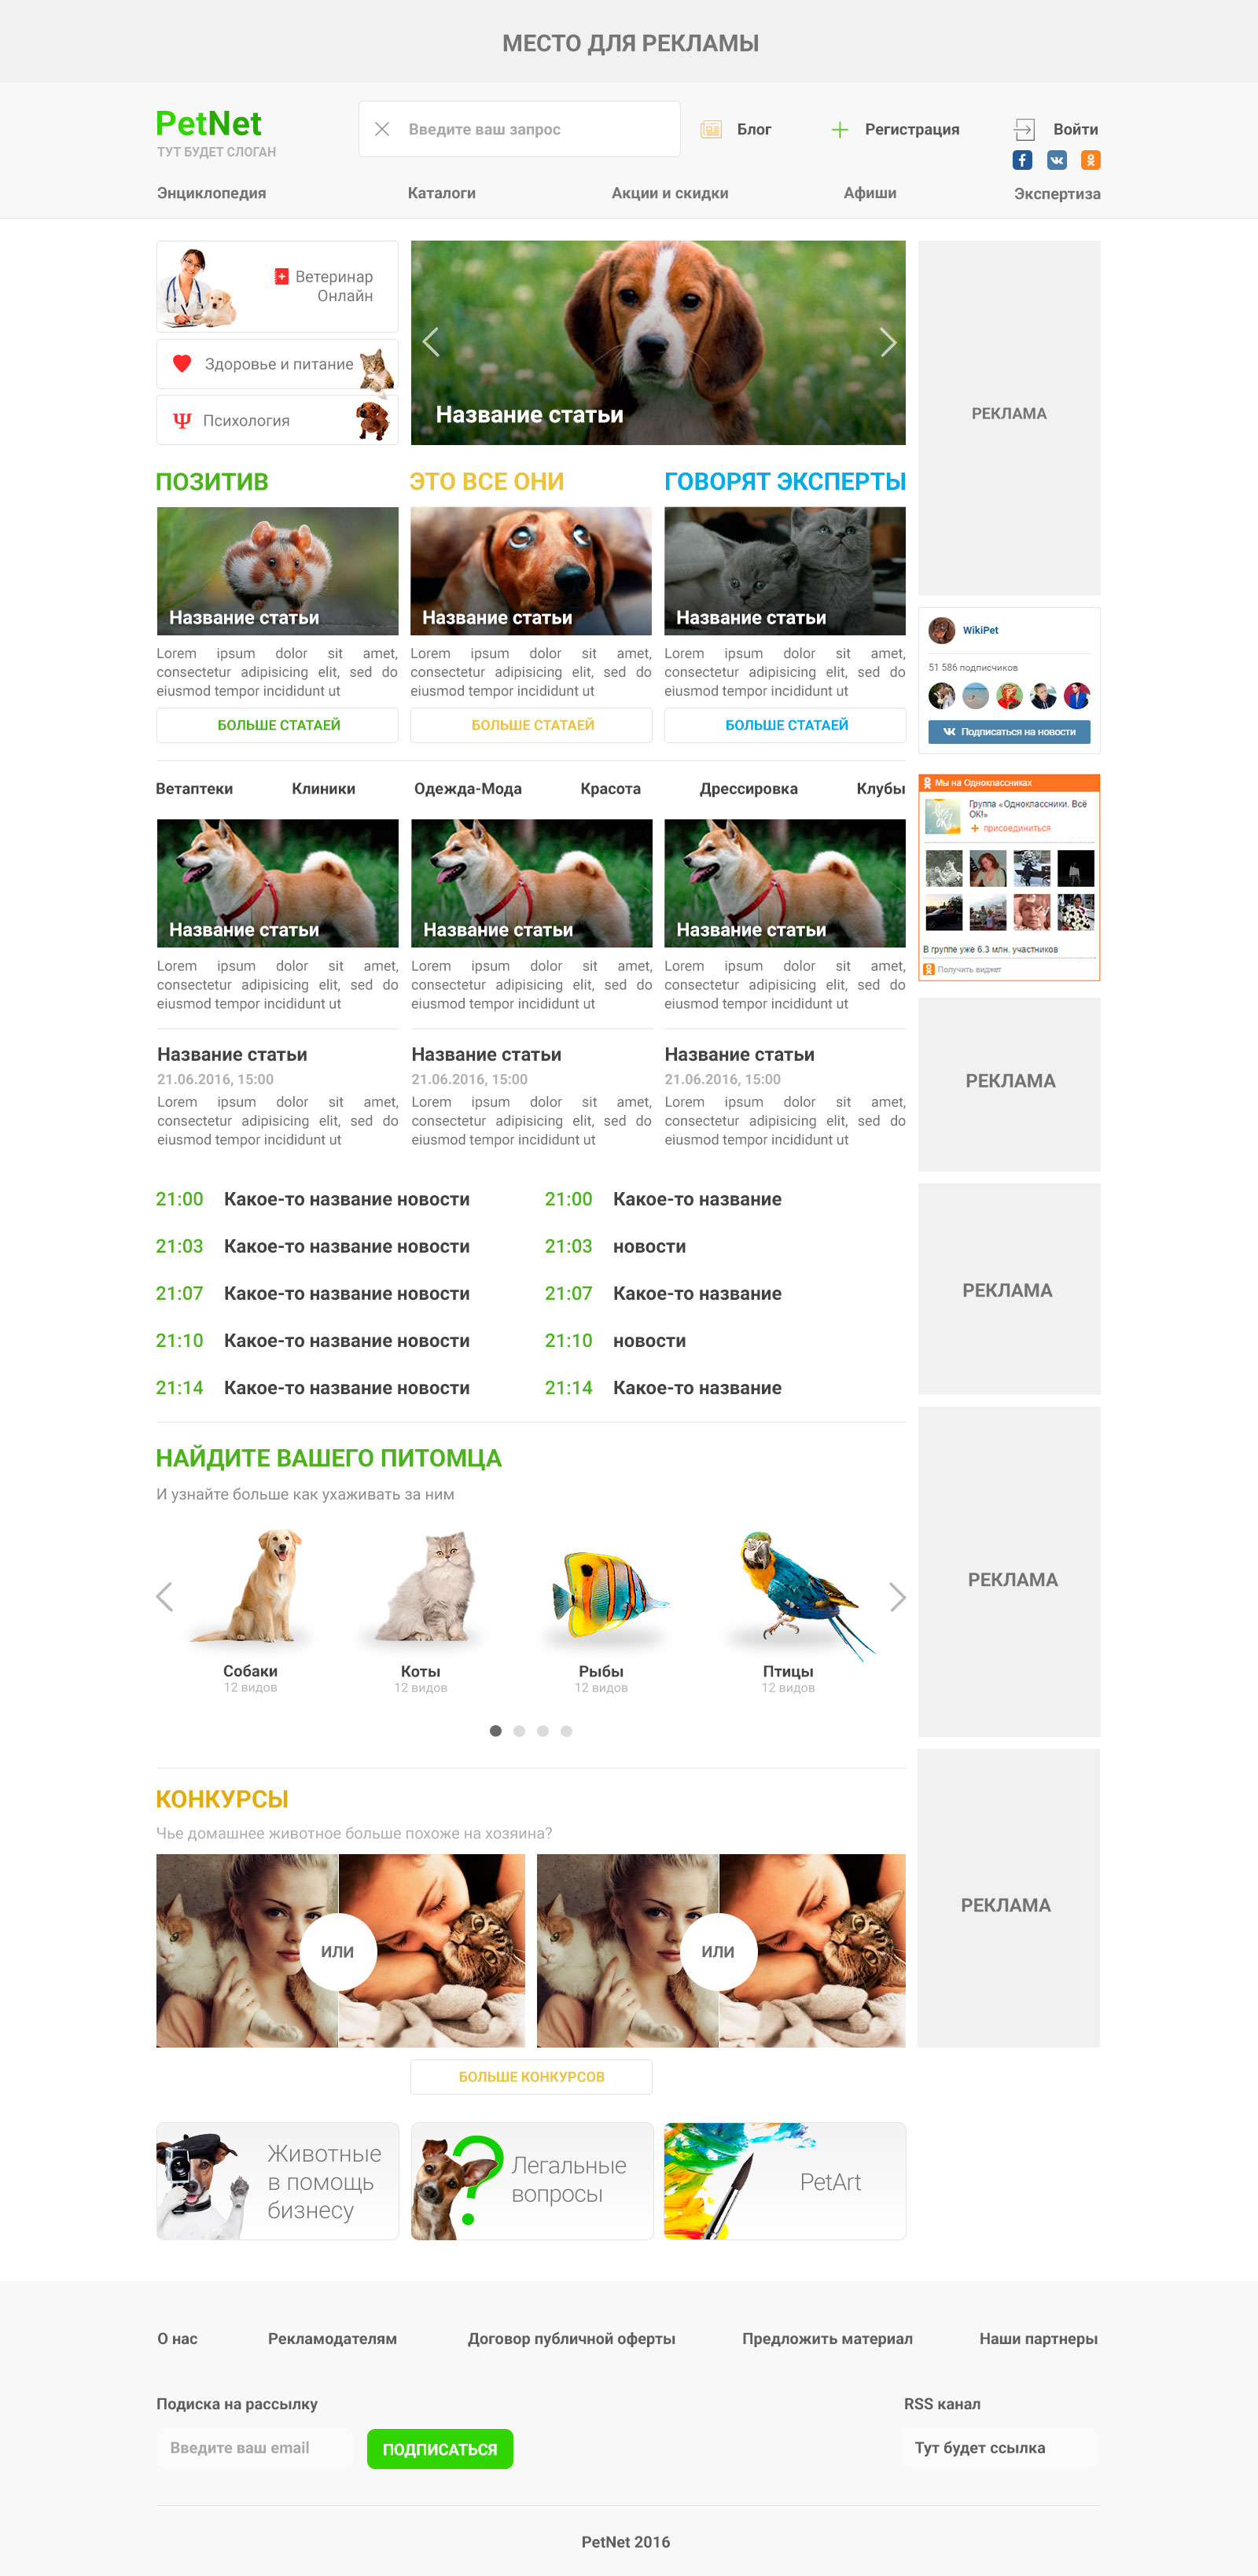 МЕСТО ДЛЯ РЕКЛАМЫ
PetNet
ТУТ БУДЕТ СЛОГАН
Введите ваш запрос
Блог
Регистрация
Войти
Энциклопедия
Каталоги
Акции и скидки
Афиши
Экспертиза
Ветеринар
Онлайн
Здоровье и питание
Психология
Название статьи
РЕКЛАМА
ПОЗИТИВ
ЭТО ВСЕ ОНИ
ГОВОРЯТ ЭКСПЕРТЫ
Название статьи
Название статьи
Название статьи
Lorem ipsum dolor sit amet,
consectetur adipisicing elit, sed do
eiusmod tempor incididunt ut
Lorem ipsum dolor sit amet,
consectetur adipisicing elit, sed do
eiusmod tempor incididunt ut
Lorem ipsum dolor sit amet,
consectetur adipisicing elit, sed do
eiusmod tempor incididunt ut
БОЛЬШЕ СТАТАЕЙ
БОЛЬШЕ СТАТАЕЙ
БОЛЬШЕ СТАТАЕЙ
WikiPet
51 586 подписчиков
Подписаться на новости
Ветаптеки
Клиники
Одежда-Мода
Красота
Дрессировка
Клубы
Мы на Одноклассниках
Группа «Одноклассники. Всё
ОК!»
присоединиться
В группе уже 6.3 млн. участников
Получить виджет
Название статьи
Название статьи
Название статьи
Lorem ipsum dolor sit amet,
consectetur adipisicing elit, sed do
eiusmod tempor incididunt ut
Lorem ipsum dolor sit amet,
consectetur adipisicing elit, sed do
eiusmod tempor incididunt ut
Lorem ipsum dolor sit amet,
consectetur adipisicing elit, sed do
eiusmod tempor incididunt ut
Название статьи
21.06.2016, 15:00
Lorem ipsum dolor sit amet,
consectetur adipisicing elit, sed do
eiusmod tempor incididunt ut
Название статьи
21.06.2016, 15:00
Lorem ipsum dolor sit amet,
consectetur adipisicing elit, sed do
eiusmod tempor incididunt ut
Название статьи
21.06.2016, 15:00
Lorem ipsum dolor sit amet,
consectetur adipisicing elit, sed do
eiusmod tempor incididunt ut
РЕКЛАМА
21:00 Какое-то название новости
21:03 Какое-то название новости
21:07 Какое-то название новости
21:10 Какое-то название новости
21:14 Какое-то название новости
21:00 Какое-то название
21:03 новости
21:07 Какое-то название
21:10 новости
21:14 Какое-то название
РЕКЛАМА
НАЙДИТЕ ВАШЕГО ПИТОМЦА
И узнайте больше как ухаживать за ним
Собаки
12 видов
Коты
12 видов
Рыбы
12 видов
Птицы
12 видов
РЕКЛАМА
КОНКУРСЫ
Чье домашнее животное больше похоже на хозяина?
ИЛИ
ИЛИ
РЕКЛАМА
БОЛЬШЕ КОНКУРСОВ
Животные
в помощь
бизнесу
Легальные
вопросы
PetArt
О нас
Рекламодателям
Договор публичной оферты
Предложить материал
Наши партнеры
Подиска на рассылку
Введите ваш email
ПОДПИСАТЬСЯ
RSS канал
Тут будет ссылка
PetNet 2016